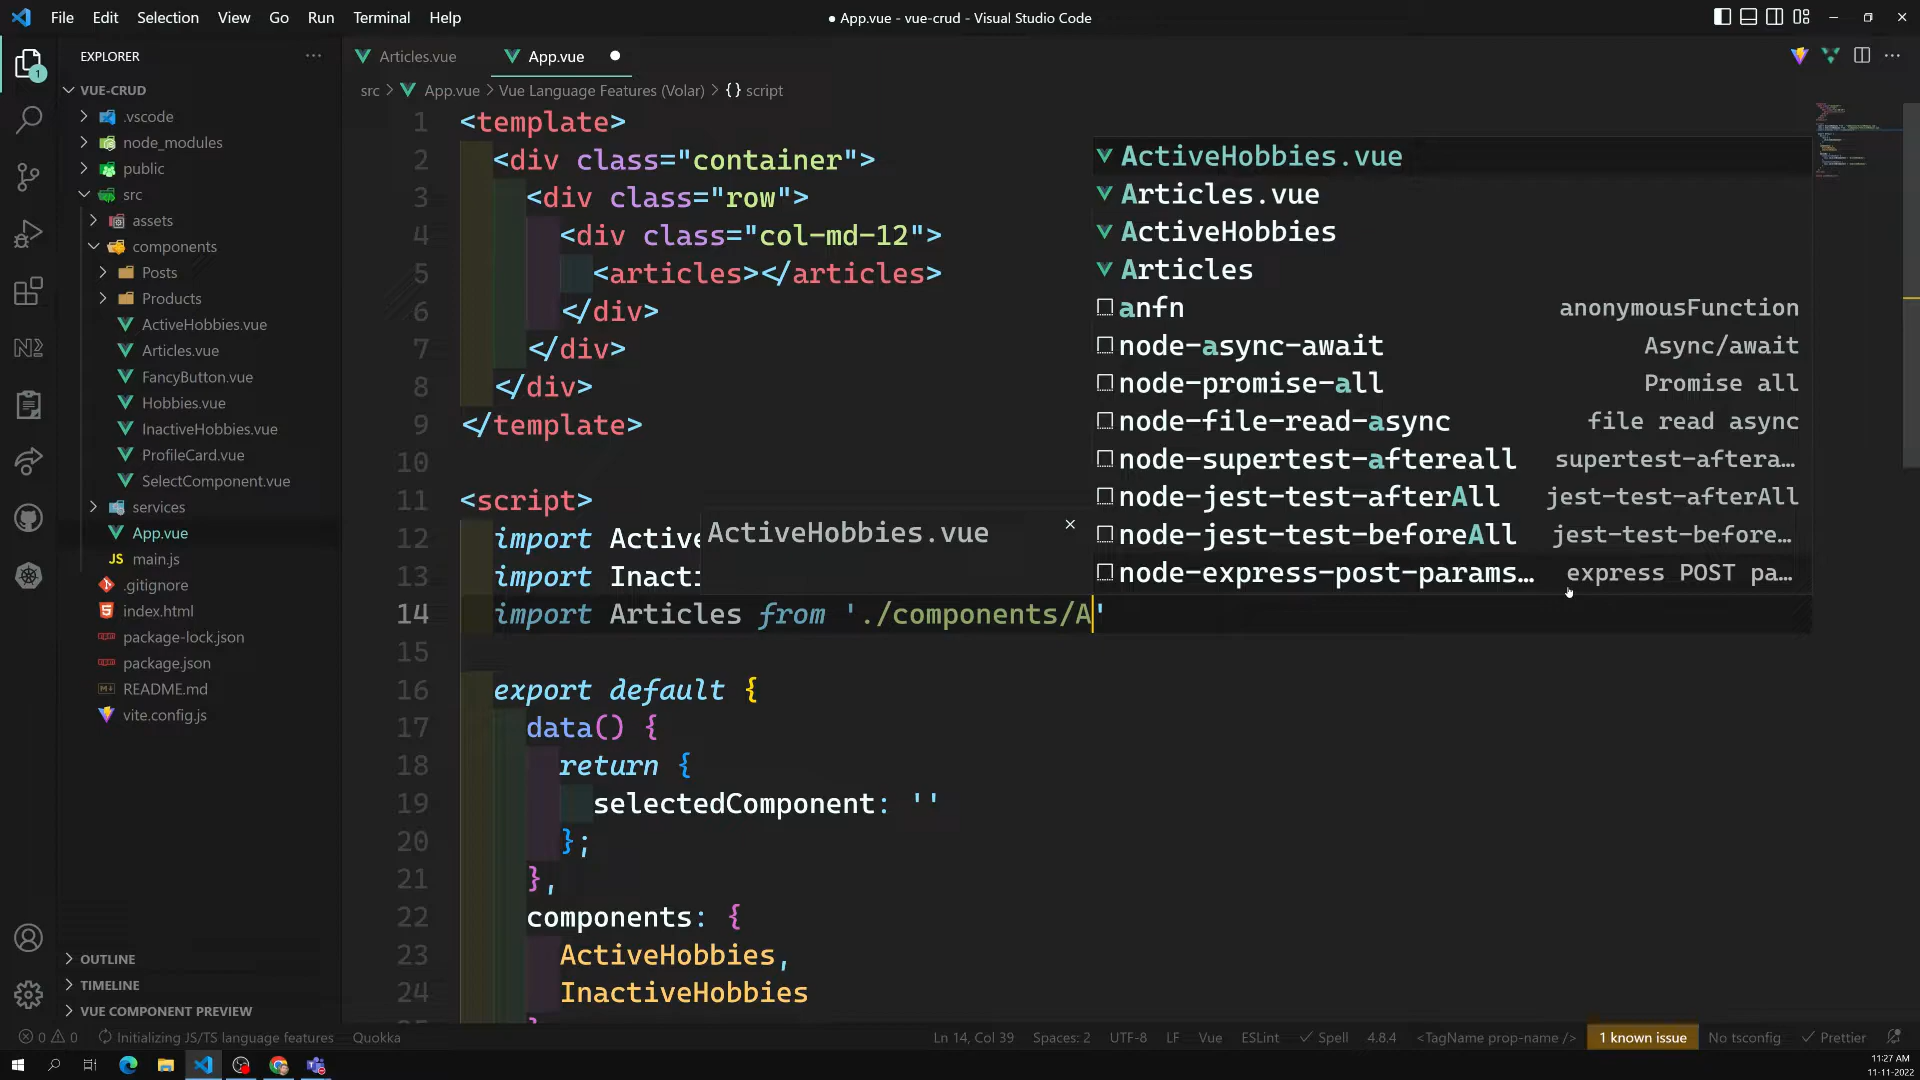 File Edit Selection View Go Run Terminal Help
● App.vue - vue-crud - Visual Studio Code
EXPLORER
Articles.vue
App.vue
1
VUE-CRUD
src > App.vue > Vue Language Features (Volar) > {} script
.vscode
node_modules
public
src
assets
components
Posts
Products
ActiveHobbies.vue
Articles.vue
FancyButton.vue
Hobbies.vue
InactiveHobbies.vue
ProfileCard.vue
SelectComponent.vue
services
App.vue
JS main.js
.gitignore
index.html
package-lock.json
package.json
README.md
vite.config.js
OUTLINE
TIMELINE
VUE COMPONENT PREVIEW
1 <template>
2 <div class="container">
3 <div class="row">
4 <div class="col-md-12">
5 <articles></articles>
6 </div>
7 </div>
8 </div>
9 </template>
10
11 <script>
12 import Active
13 import Inacti
14 import Articles from './components/A'
15
16 export default {
17 data() {
18 return {
19 selectedComponent: ''
20 };
21 },
22 components: {
23 ActiveHobbies,
24 InactiveHobbies
ActiveHobbies.vue
ActiveHobbies.vue
Articles.vue
ActiveHobbies
Articles
anfn anonymousFunction
node-async-await Async/await
node-promise-all Promise all
node-file-read-async file read async
node-supertest-aftereall supertest-aftera…
node-jest-test-afterAll jest-test-afterAll
node-jest-test-beforeAll jest-test-before…
node-express-post-params… express POST pa…
0 0 Initializing JS/TS language features Quokka
Ln 14, Col 39 Spaces: 2 UTF-8 LF Vue ESLint Spell 4.8.4 <TagName prop-name /> 1 known issue No tsconfig Prettier
11:27 AM
11-11-2022